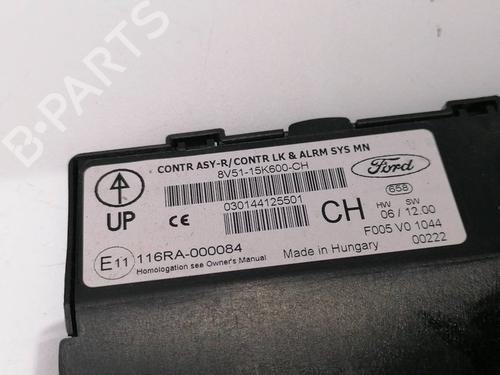 B-PARTS
CONTR ASY-R/CONTR LK & ALRM SYS MN
8V51-15K600-CH
Ford
658
030144125501
CH
HW SW
06 / 12.00
UP
CE
F005 V0 1044
00222
E11 116RA-000084
Made in Hungary
Homologation see Owner's Manual